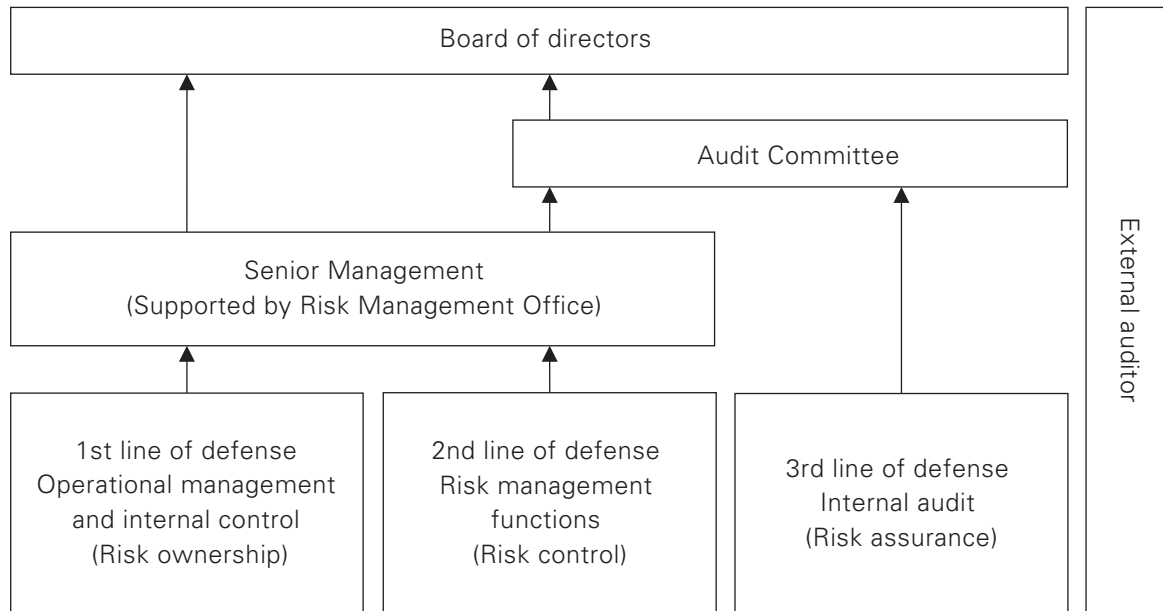 Board of directors
Audit Committee
Senior Management
(Supported by Risk Management Office)
1st line of defense
Operational management
and internal control
(Risk ownership)
2nd line of defense
Risk management
functions
(Risk control)
3rd line of defense
Internal audit
(Risk assurance)
External auditor